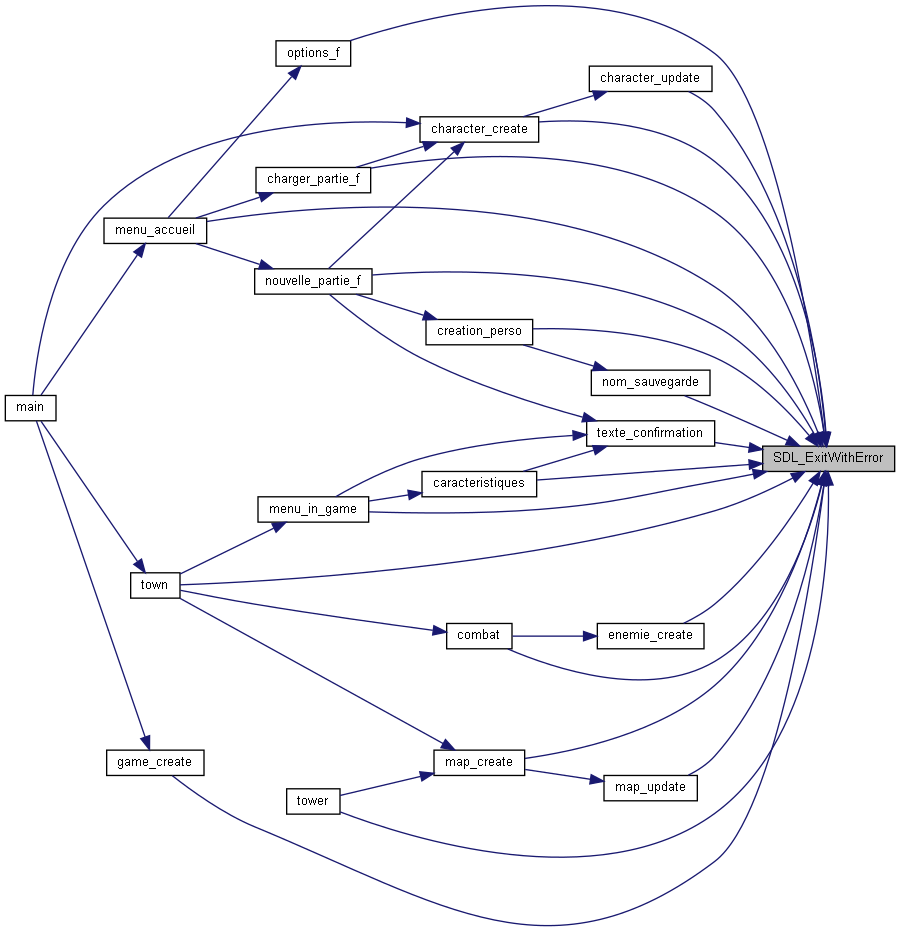 options_f
character_update
character_create
charger_partie_f
menu_accueil
nouvelle_partie_f
creation_perso
nom_sauvegarde
main
texte_confirmation
SDL_ExitWithError
caracteristiques
menu_in_game
town
combat
enemie_create
game_create
map_create
map_update
tower